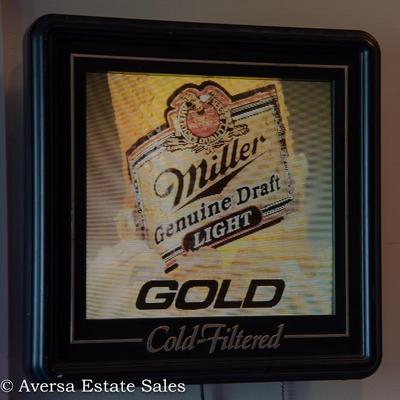 Miller
Genuine Draft
LIGHT
GOLD
Cold-Filtered
© Aversa Estate Sales